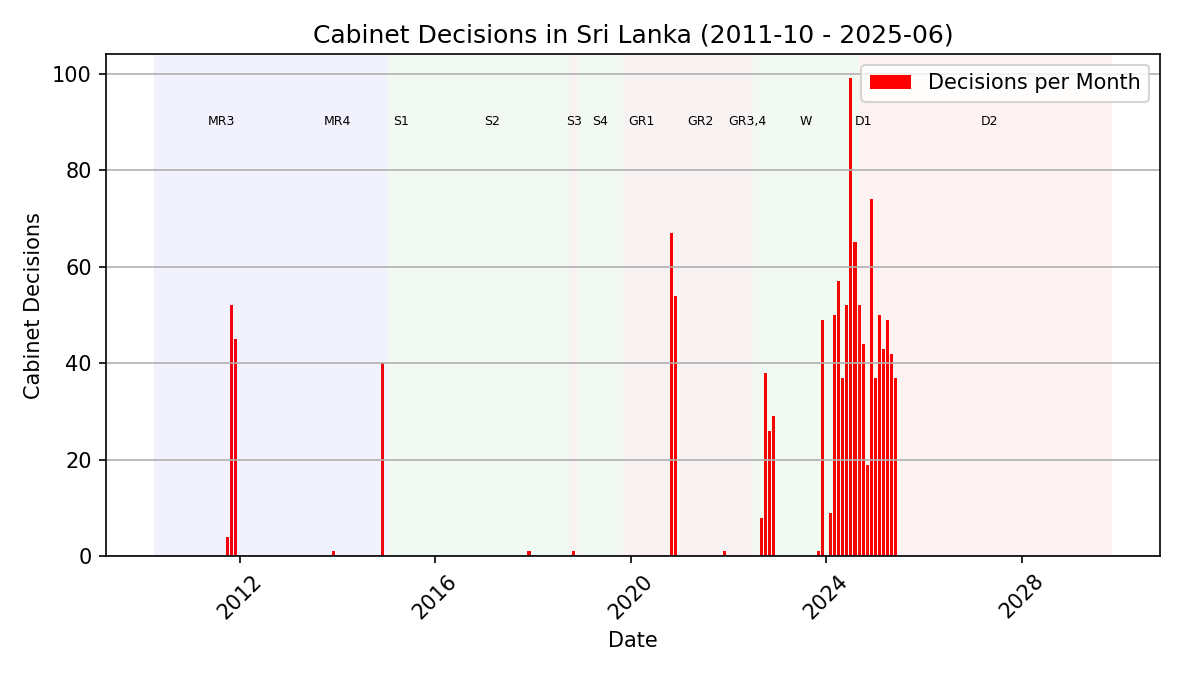 Cabinet Decisions in Sri Lanka (2011-10 - 2025-06)
Decisions per Month
100
80
60
40
20
0
Cabinet Decisions
MR3 MR4 S1 S2 S3 S4 GR1 GR2 GR3,4 W D1 D2
2012 2016 2020 2024 2028
Date